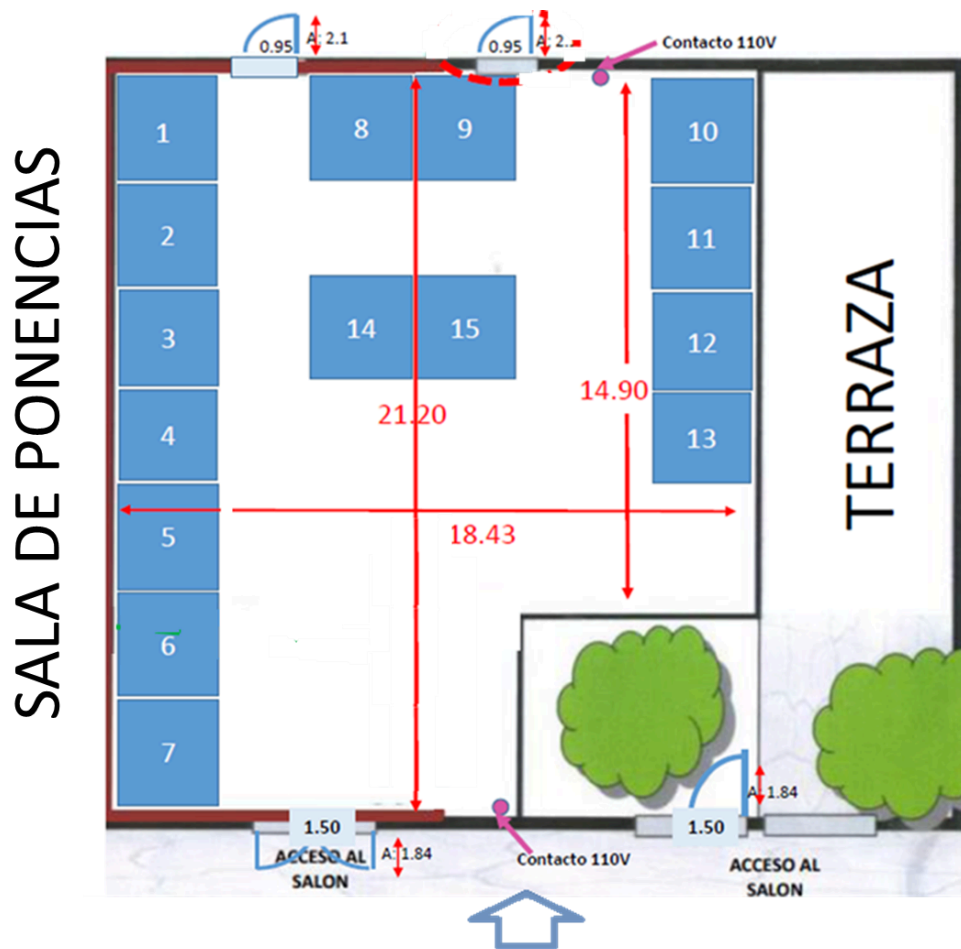 A: 2.1
0.95
A: 2.
0.95
Contacto 110V
SALA DE PONENCIAS
1
2
3
4
5
6
7
8
9
14
15
10
11
12
13
21.20
14.90
18.43
TERRAZA
1.50
A: 1.84
ACCESO AL
SALON
Contacto 110V
1.50
A: 1.84
ACCESO AL
SALON